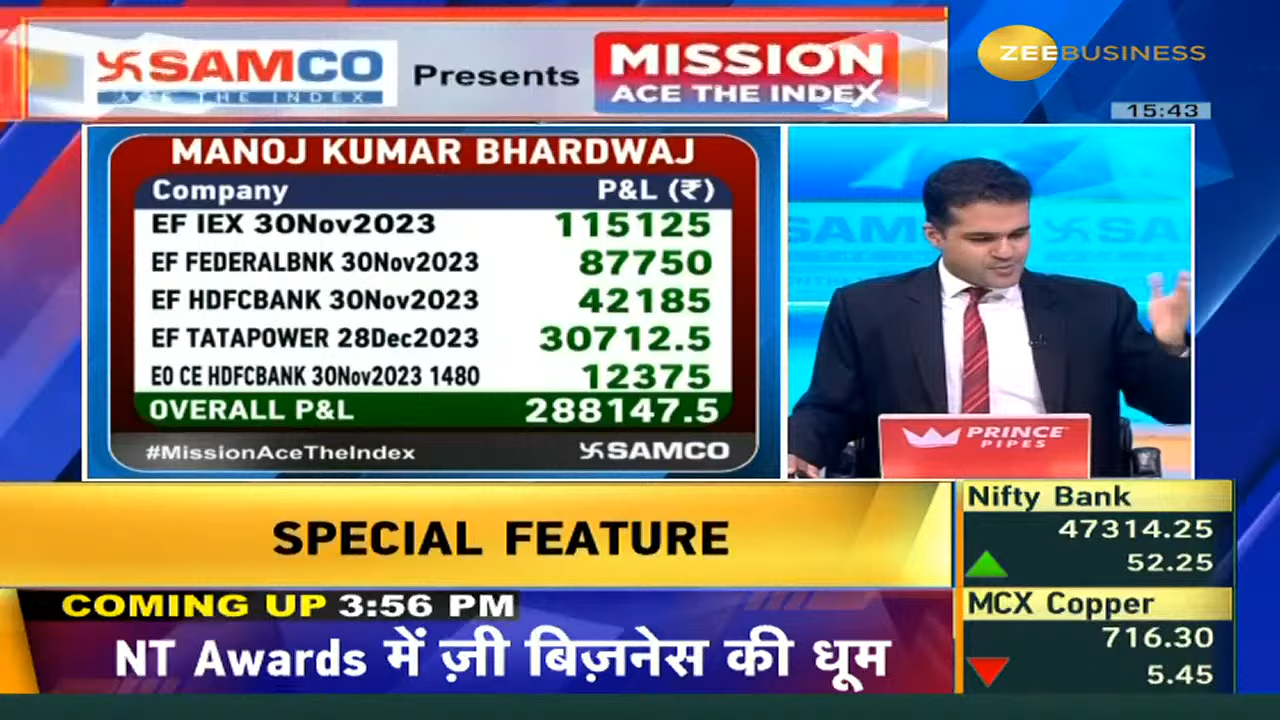 SAMCO
ACE THE INDEX
Presents
MISSION
ACE THE INDEX
ZEEBUSINESS
15:43
MANOJ KUMAR BHARDWAJ
Company P&L (₹)
EF IEX 30Nov2023 115125
EF FEDERALBNK 30Nov2023 87750
EF HDFCBANK 30Nov2023 42185
EF TATAPOWER 28Dec2023 30712.5
EO CE HDFCBANK 30Nov2023 1480 12375
OVERALL P&L 288147.5
#MissionAceTheIndex SAMCO
SAM
SA
PRINCE
PIPES
SPECIAL FEATURE
Nifty Bank
47314.25
52.25
COMING UP 3:56 PM
NT Awards में ज़ी बिज़नेस की धूम
MCX Copper
716.30
5.45